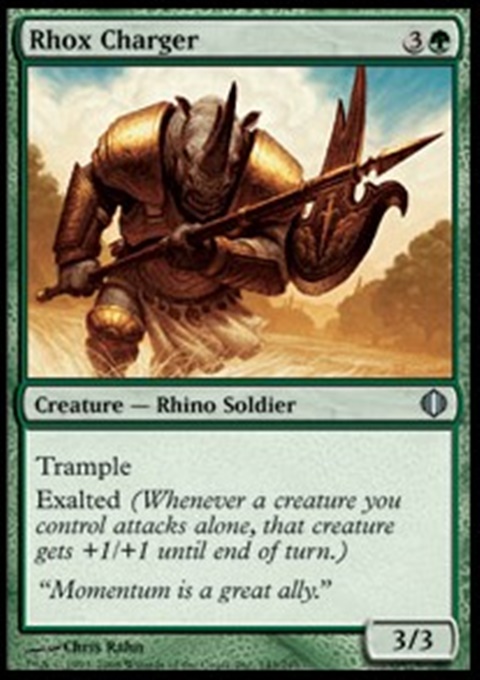 Rhox Charger
3
Creature — Rhino Soldier
Trample
Exalted (Whenever a creature you
control attacks alone, that creature
gets +1/+1 until end of turn.)
“Momentum is a great ally.”
3/3
Chris Rahn